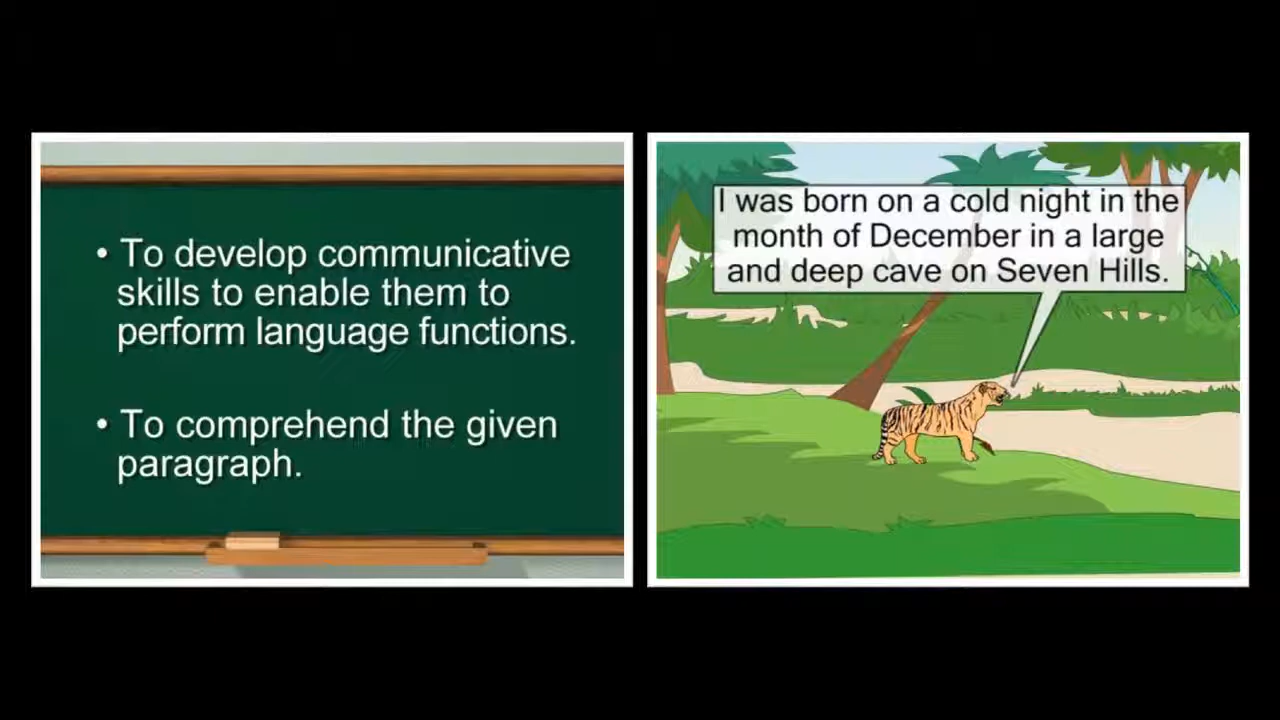 • To develop communicative
skills to enable them to
perform language functions.
• To comprehend the given
paragraph.
I was born on a cold night in the
month of December in a large
and deep cave on Seven Hills.